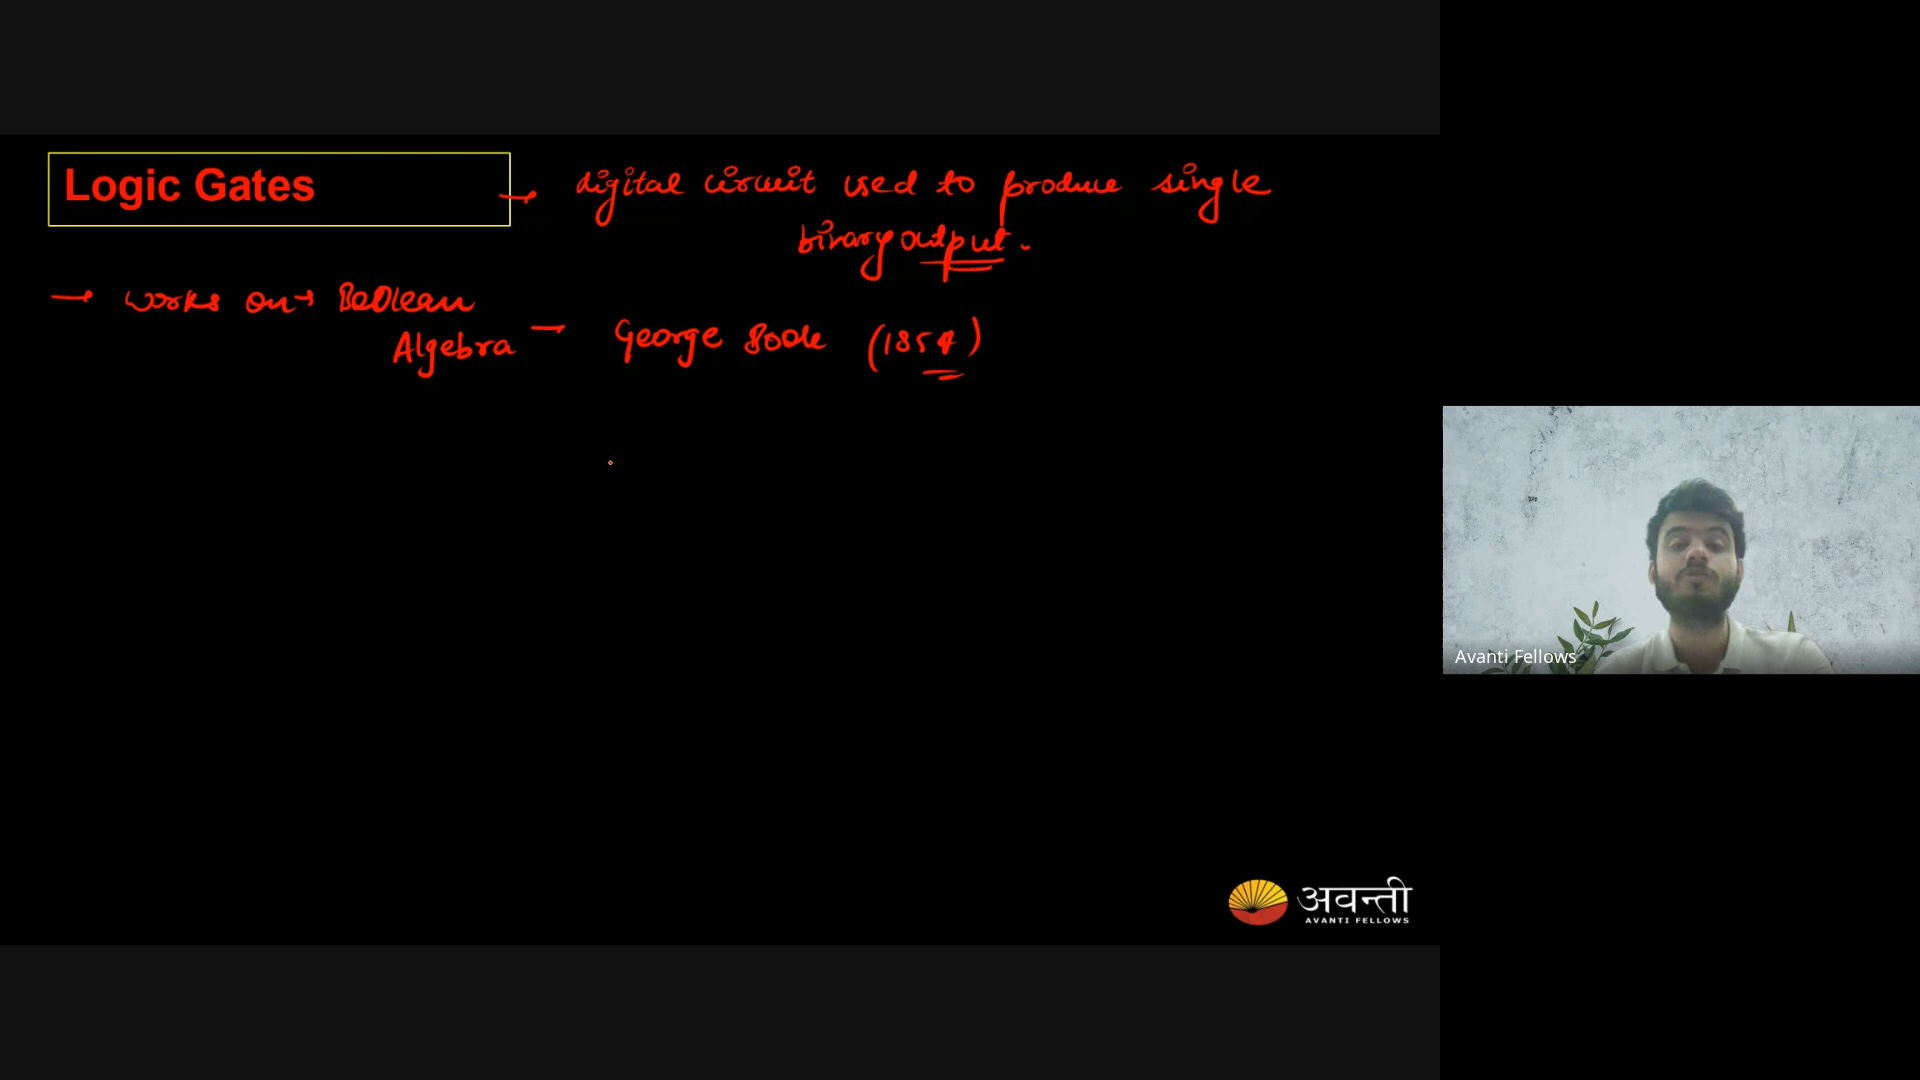 Logic Gates → digital circuit used to produce single
binary output.
→ works on → Boolean
Algebra — George Boole (1854)
Avanti Fellows
अवन्ती
AVANTI FELLOWS